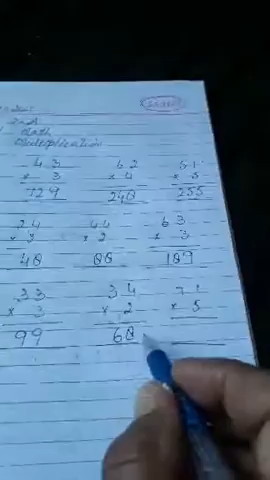 Math
Multiplication
43 62 51
× 3 × 4 × 5
129 248 255
24 44 63
× 2 × 2 × 3
48 88 189
33 34 71
× 3 × 2 × 5
99 68